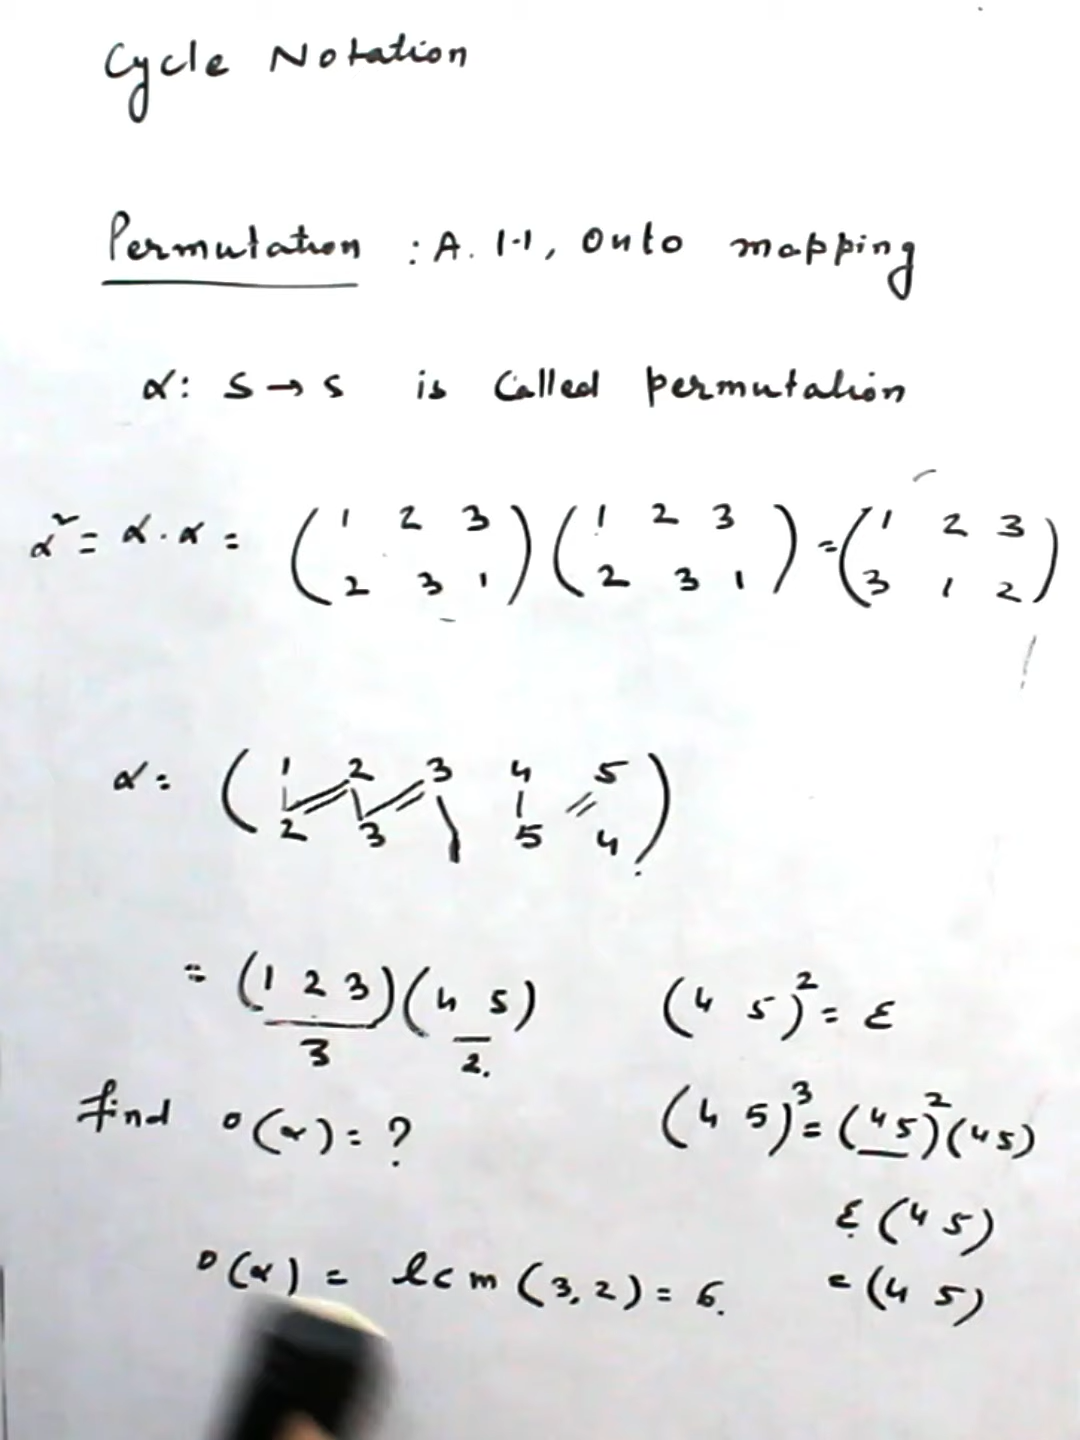 Cycle Notation
Permutation : A. 1-1, Onto mapping
α: S → S is Called permutation
α² = α . α = (1 2 3) (1 2 3) = (1 2 3)
(2 3 1) (2 3 1) (3 1 2)
α = (1 2 3 4 5)
(2 3 1 5 4)
= (1 2 3)(4 5) (4 5)² = ε
3 2.
find o(α) = ? (4 5)³ = (4 5)²(4 5)
ε (4 5)
o(α) = lcm (3, 2) = 6. = (4 5)